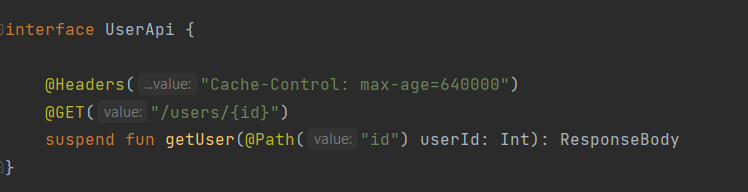 interface UserApi {
@Headers( ...value: "Cache-Control: max-age=640000")
@GET( value: "/users/{id}")
suspend fun getUser(@Path( value: "id") userId: Int): ResponseBody
}